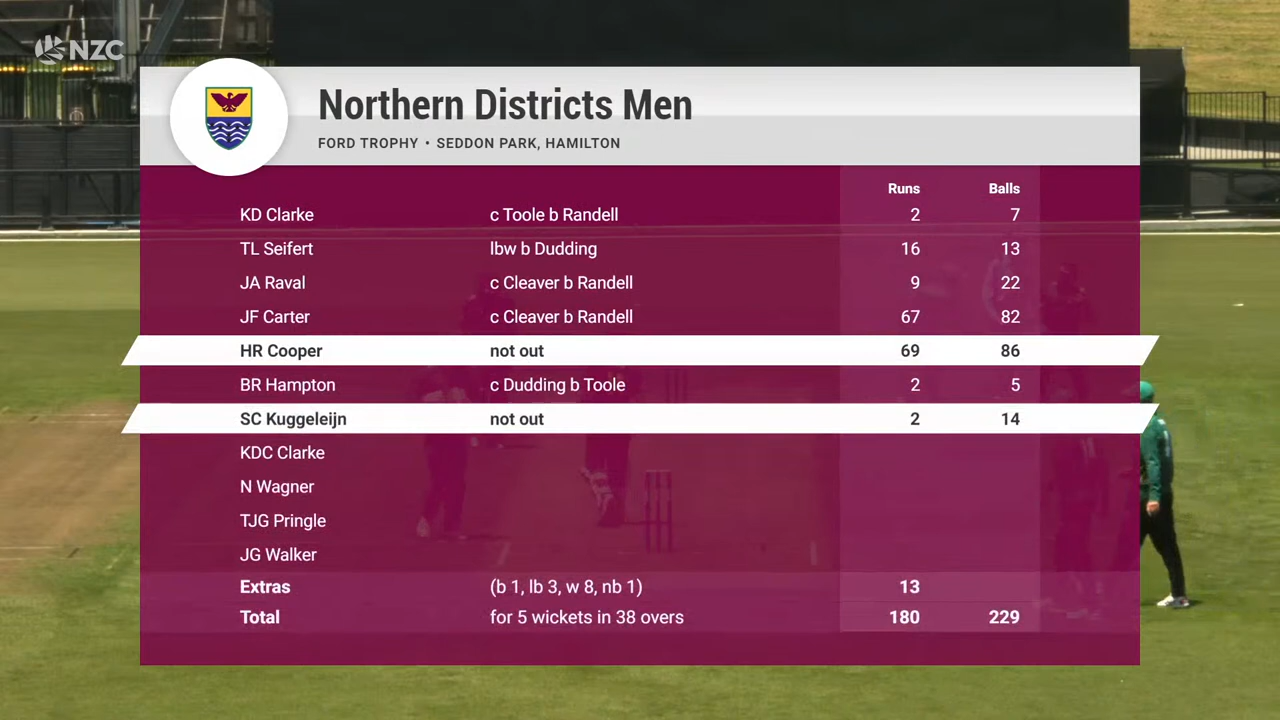 NZC
Northern Districts Men
FORD TROPHY • SEDDON PARK, HAMILTON
Runs Balls
KD Clarke c Toole b Randell 2 7
TL Seifert lbw b Dudding 16 13
JA Raval c Cleaver b Randell 9 22
JF Carter c Cleaver b Randell 67 82
HR Cooper not out 69 86
BR Hampton c Dudding b Toole 2 5
SC Kuggeleijn not out 2 14
KDC Clarke
N Wagner
TJG Pringle
JG Walker
Extras (b 1, lb 3, w 8, nb 1) 13
Total for 5 wickets in 38 overs 180 229